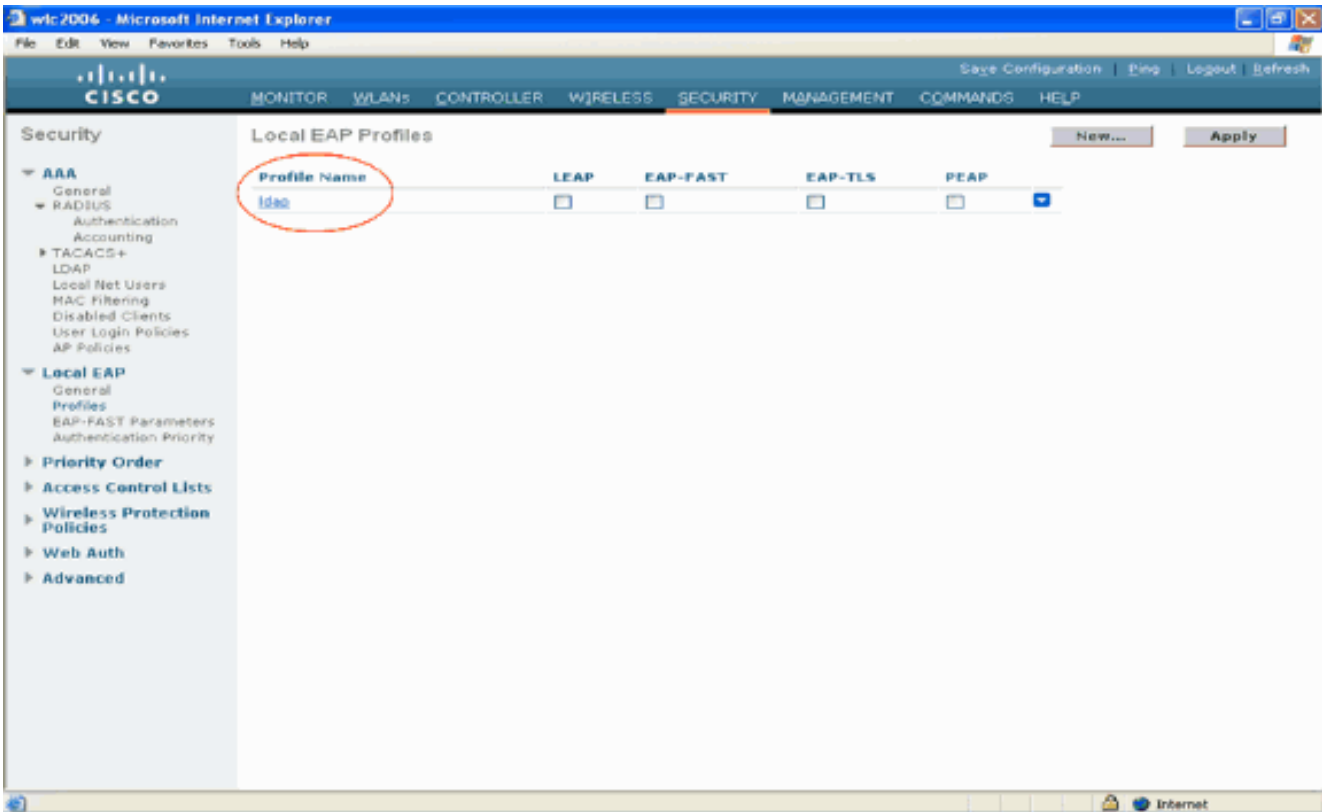 wlc2006 - Microsoft Internet Explorer
File Edit View Favorites Tools Help
Save Configuration | Ping | Logout | Refresh
CISCO
MONITOR WLANs CONTROLLER WIRELESS SECURITY MANAGEMENT COMMANDS HELP
Security
AAA
General
RADIUS
Authentication
Accounting
TACACS+
LDAP
Local Net Users
MAC Filtering
Disabled Clients
User Login Policies
AP Policies
Local EAP
General
Profiles
EAP-FAST Parameters
Authentication Priority
Priority Order
Access Control Lists
Wireless Protection
Policies
Web Auth
Advanced
Local EAP Profiles
New... Apply
Profile Name LEAP EAP-FAST EAP-TLS PEAP
ldap
Internet